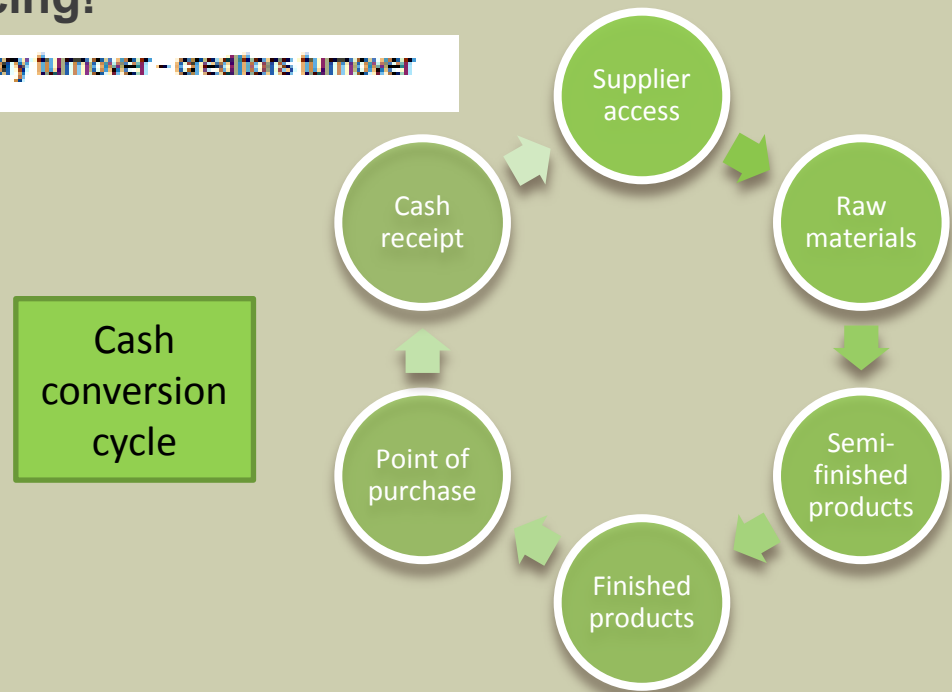 cing!
ory turnover - creditors turnover
Supplier
access
Raw
materials
Semi-
finished
products
Finished
products
Point of
purchase
Cash
receipt
Cash
conversion
cycle